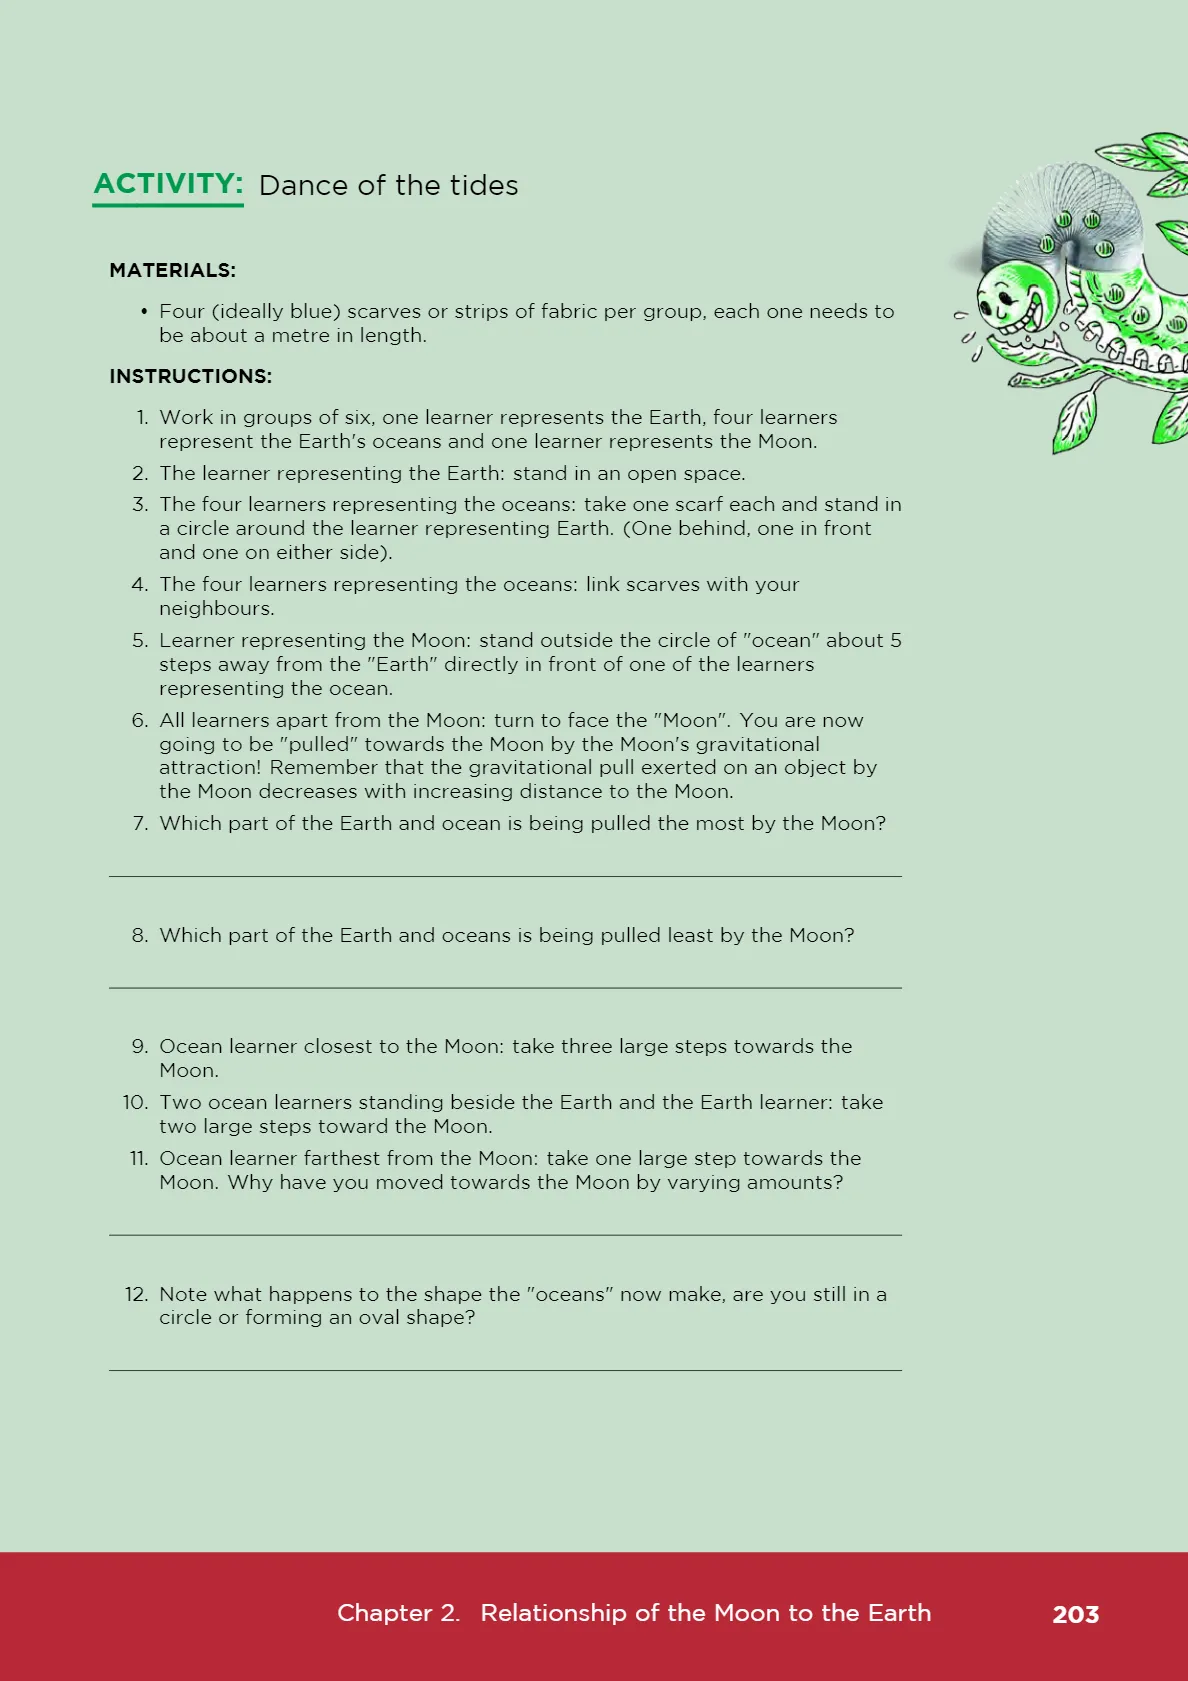 ACTIVITY: Dance of the tides
MATERIALS:
• Four (ideally blue) scarves or strips of fabric per group, each one needs to
be about a metre in length.
INSTRUCTIONS:
1. Work in groups of six, one learner represents the Earth, four learners
represent the Earth's oceans and one learner represents the Moon.
2. The learner representing the Earth: stand in an open space.
3. The four learners representing the oceans: take one scarf each and stand in
a circle around the learner representing Earth. (One behind, one in front
and one on either side).
4. The four learners representing the oceans: link scarves with your
neighbours.
5. Learner representing the Moon: stand outside the circle of "ocean" about 5
steps away from the "Earth" directly in front of one of the learners
representing the ocean.
6. All learners apart from the Moon: turn to face the "Moon". You are now
going to be "pulled" towards the Moon by the Moon's gravitational
attraction! Remember that the gravitational pull exerted on an object by
the Moon decreases with increasing distance to the Moon.
7. Which part of the Earth and ocean is being pulled the most by the Moon?
8. Which part of the Earth and oceans is being pulled least by the Moon?
9. Ocean learner closest to the Moon: take three large steps towards the
Moon.
10. Two ocean learners standing beside the Earth and the Earth learner: take
two large steps toward the Moon.
11. Ocean learner farthest from the Moon: take one large step towards the
Moon. Why have you moved towards the Moon by varying amounts?
12. Note what happens to the shape the "oceans" now make, are you still in a
circle or forming an oval shape?
Chapter 2. Relationship of the Moon to the Earth 203